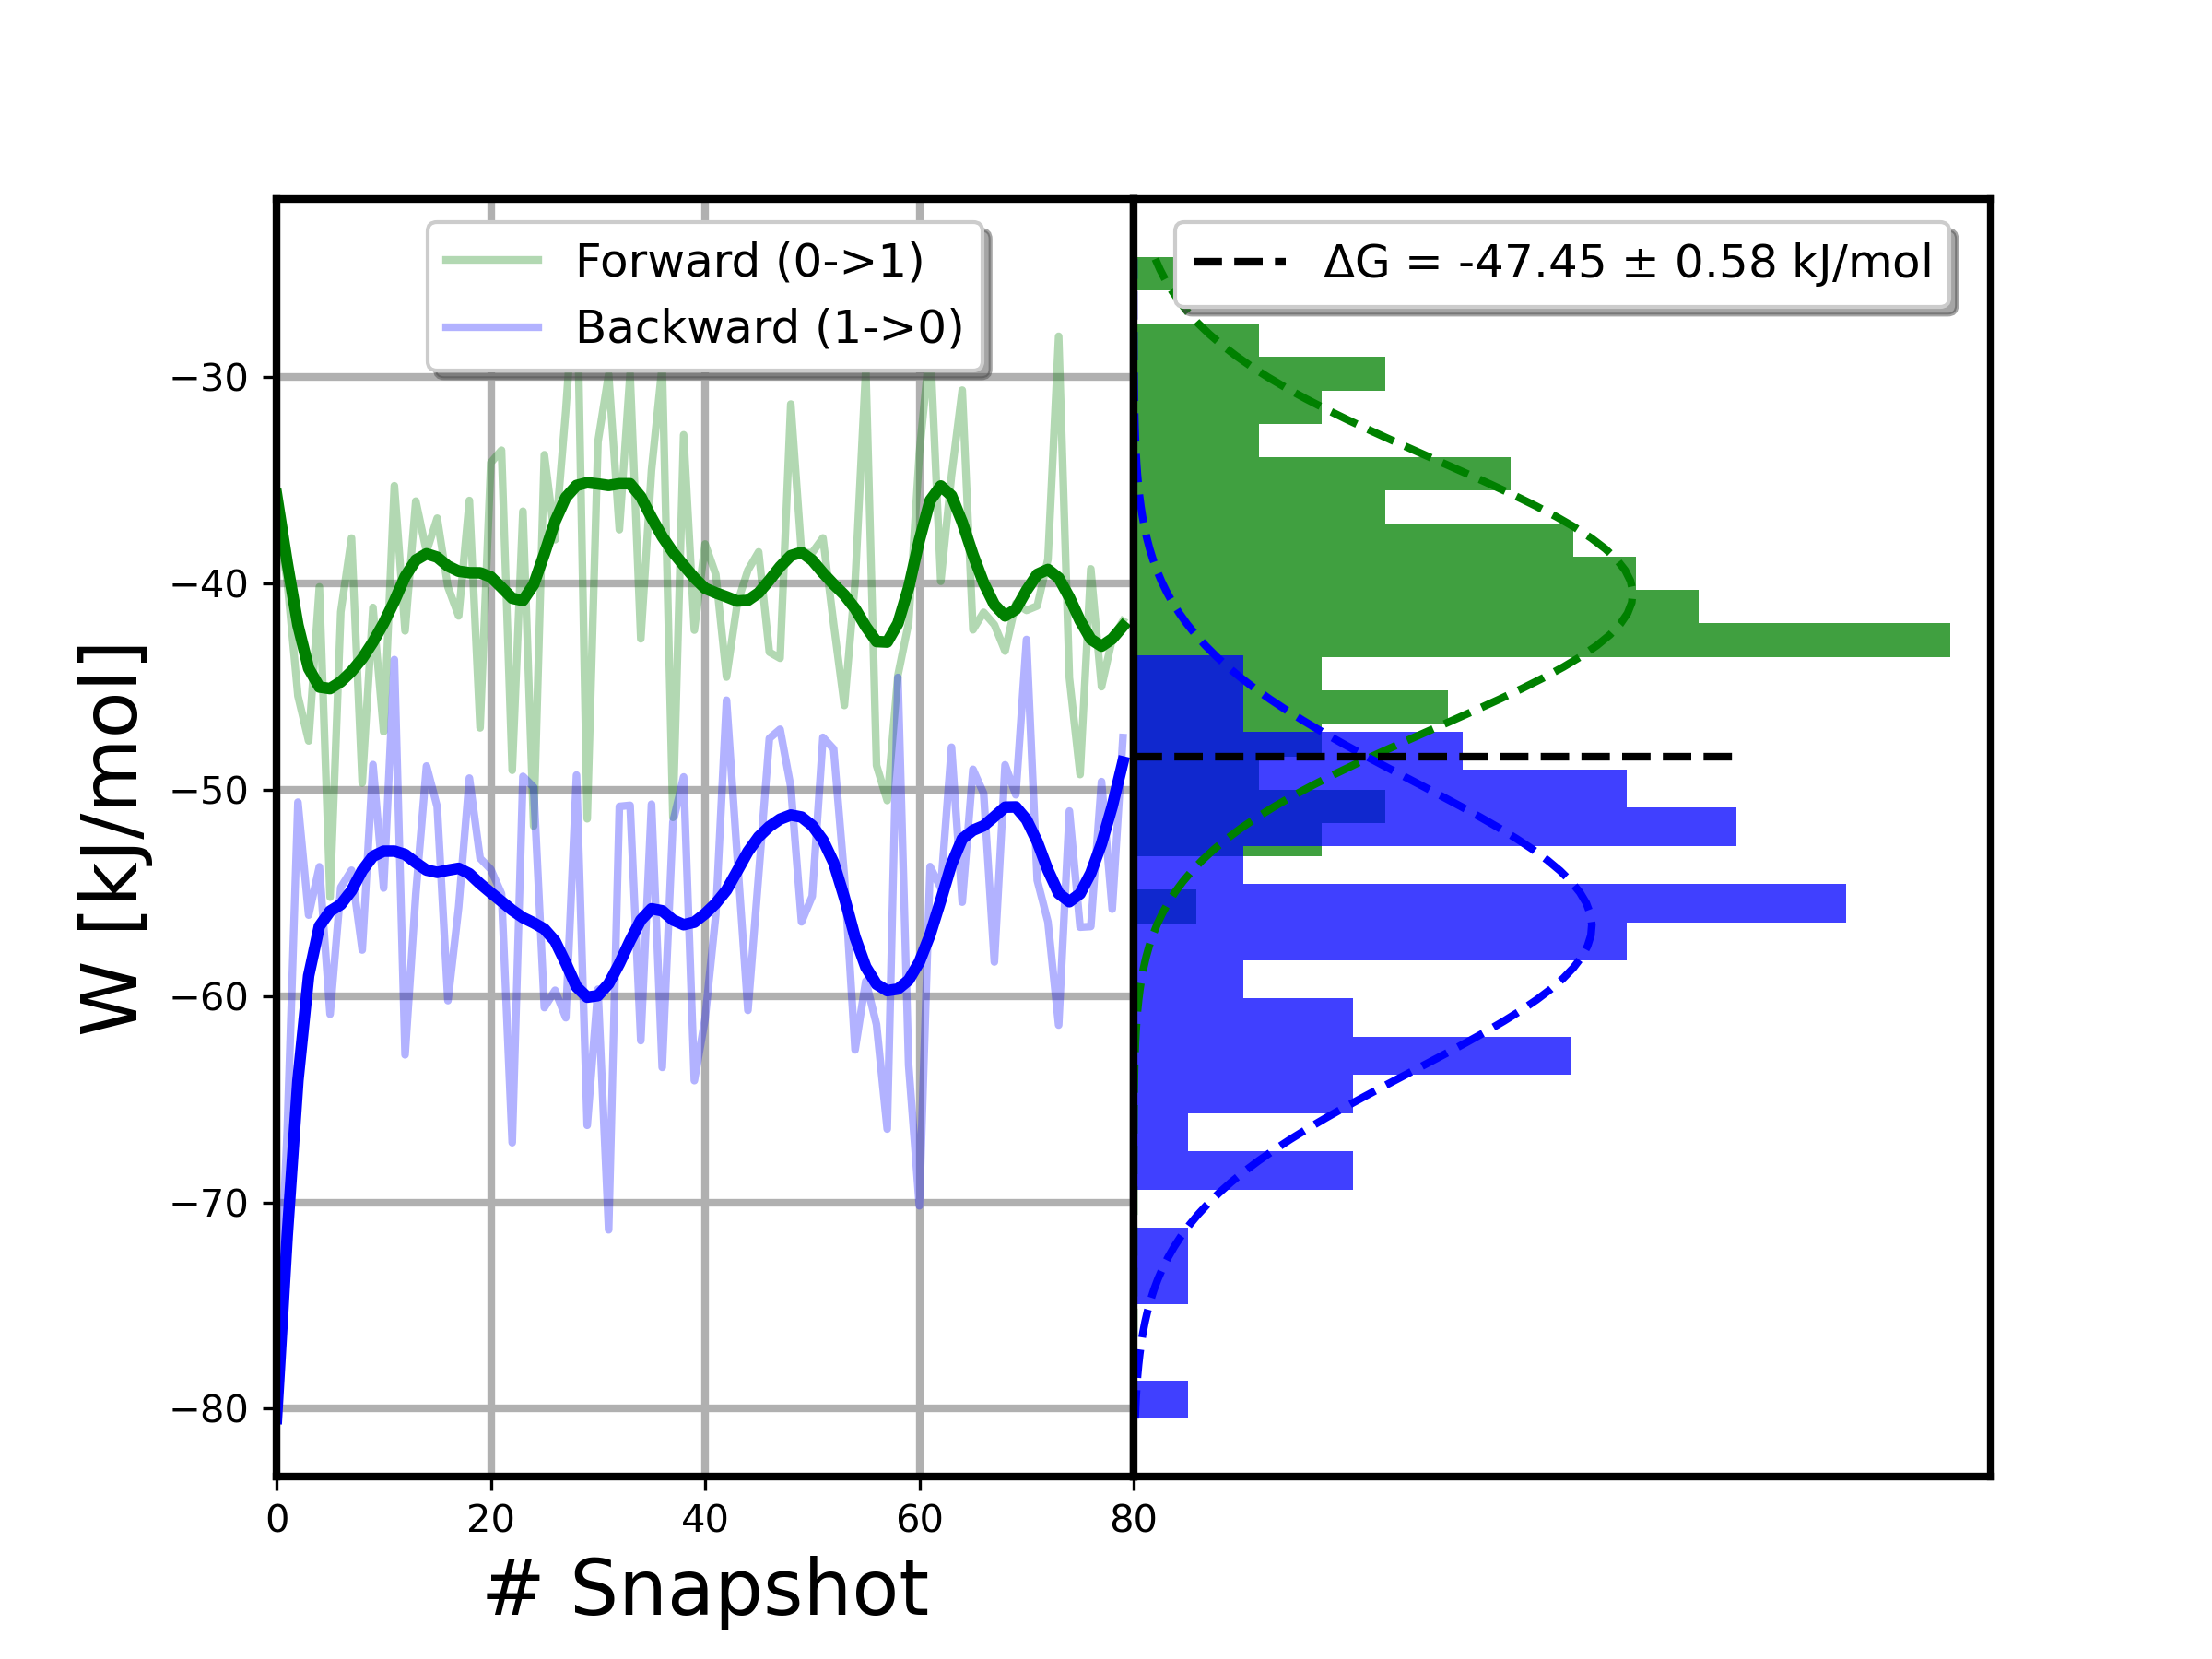 Forward (0->1)
Backward (1->0)
ΔG = -47.45 ± 0.58 kJ/mol
W [kJ/mol]
−30
−40
−50
−60
−70
−80
0 20 40 60 80
# Snapshot